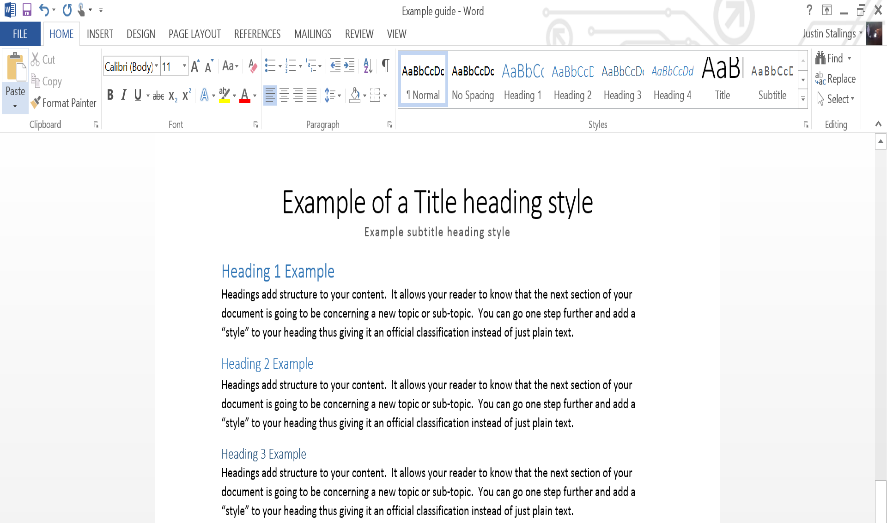 Example guide - Word
?
Justin Stallings
FILE HOME INSERT DESIGN PAGE LAYOUT REFERENCES MAILINGS REVIEW VIEW
Paste
Cut
Copy
Format Painter
Clipboard
Calibri (Body) 11 A A Aa
B I U abc X₂ X² A ab A
Font
Paragraph
AaBbCcDc AaBbCcDc AaBbCc AaBbCcD AaBbCcDc AaBbCcDd AaBb AaBbCcD
¶ Normal No Spacing Heading 1 Heading 2 Heading 3 Heading 4 Title Subtitle
Styles
Find
Replace
Select
Editing
Example of a Title heading style
Example subtitle heading style
Heading 1 Example
Headings add structure to your content. It allows your reader to know that the next section of your
document is going to be concerning a new topic or sub-topic. You can go one step further and add a
“style” to your heading thus giving it an official classification instead of just plain text.
Heading 2 Example
Headings add structure to your content. It allows your reader to know that the next section of your
document is going to be concerning a new topic or sub-topic. You can go one step further and add a
“style” to your heading thus giving it an official classification instead of just plain text.
Heading 3 Example
Headings add structure to your content. It allows your reader to know that the next section of your
document is going to be concerning a new topic or sub-topic. You can go one step further and add a
“style” to your heading thus giving it an official classification instead of just plain text.